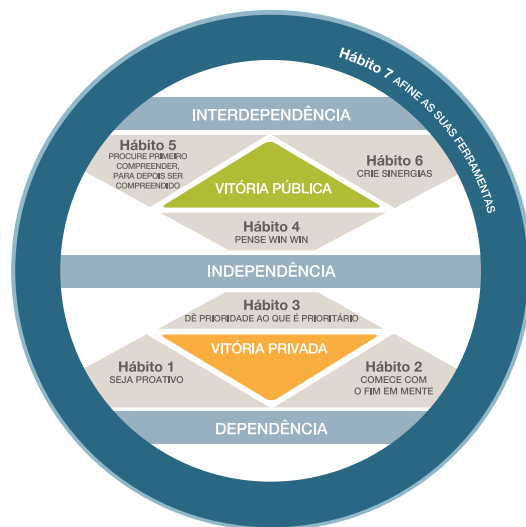 Hábito 7 AFINE AS SUAS FERRAMENTAS
INTERDEPENDÊNCIA
Hábito 5
PROCURE PRIMEIRO
COMPREENDER,
PARA DEPOIS SER
COMPREENDIDO
VITÓRIA PÚBLICA
Hábito 6
CRIE SINERGIAS
Hábito 4
PENSE WIN WIN
INDEPENDÊNCIA
Hábito 3
DÊ PRIORIDADE AO QUE É PRIORITÁRIO
VITÓRIA PRIVADA
Hábito 1
SEJA PROATIVO
Hábito 2
COMECE COM
O FIM EM MENTE
DEPENDÊNCIA